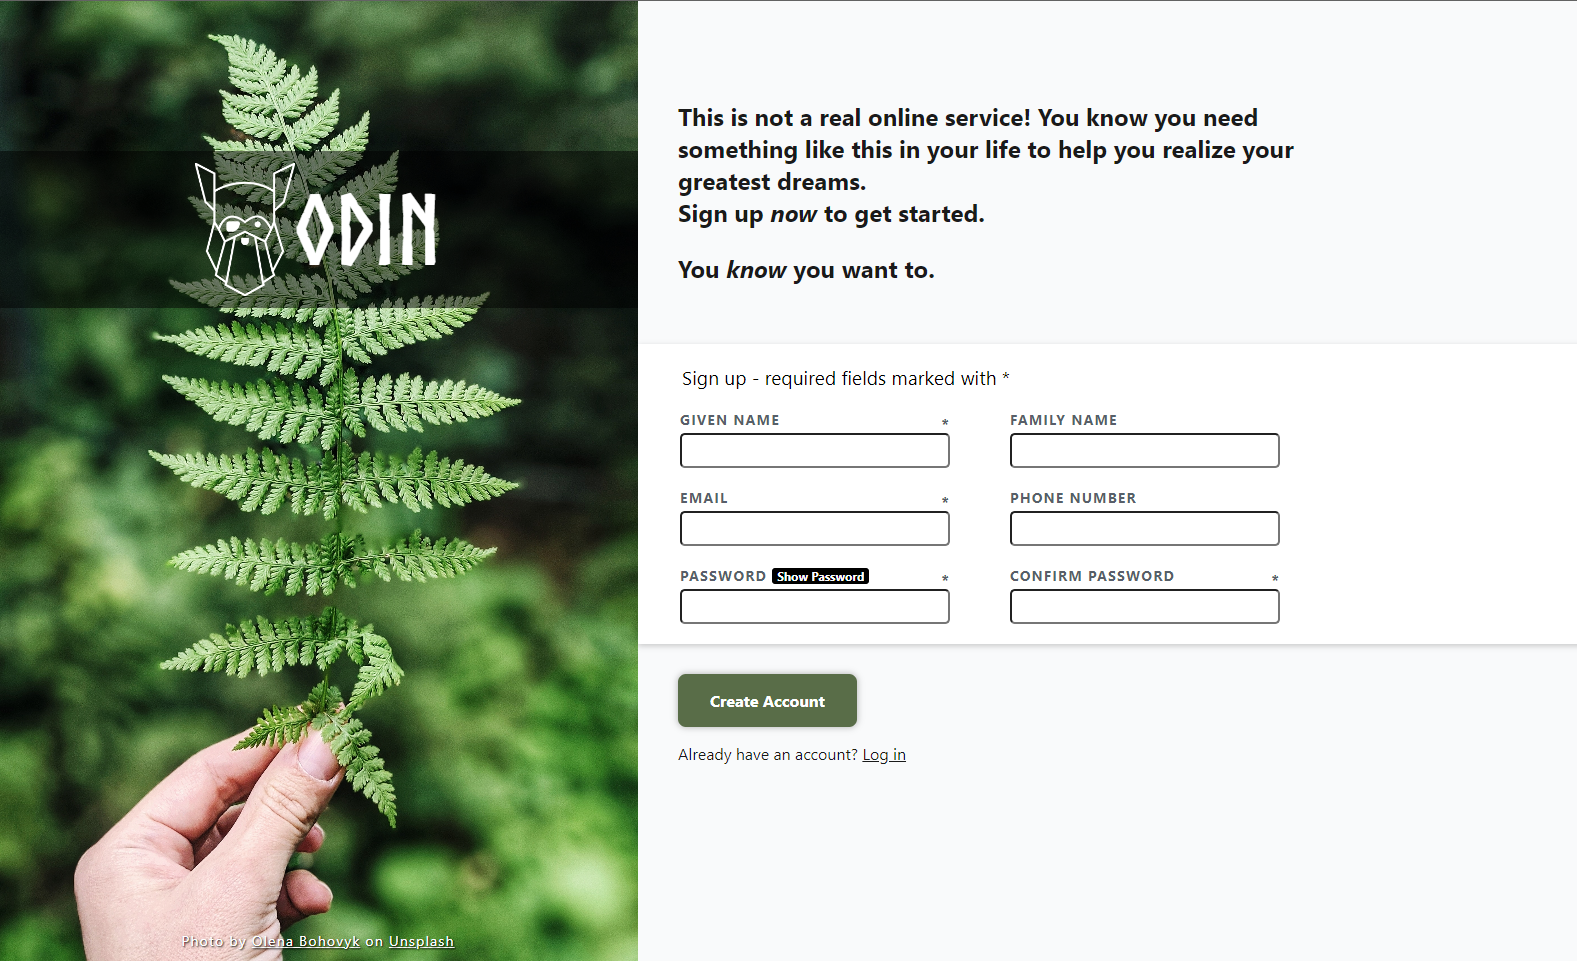 ODIN
Photo by Olena Bohovyk on Unsplash
This is not a real online service! You know you need
something like this in your life to help you realize your
greatest dreams.
Sign up now to get started.
You know you want to.
Sign up - required fields marked with *
GIVEN NAME *
FAMILY NAME
EMAIL *
PHONE NUMBER
PASSWORD Show Password *
CONFIRM PASSWORD *
Create Account
Already have an account? Log in